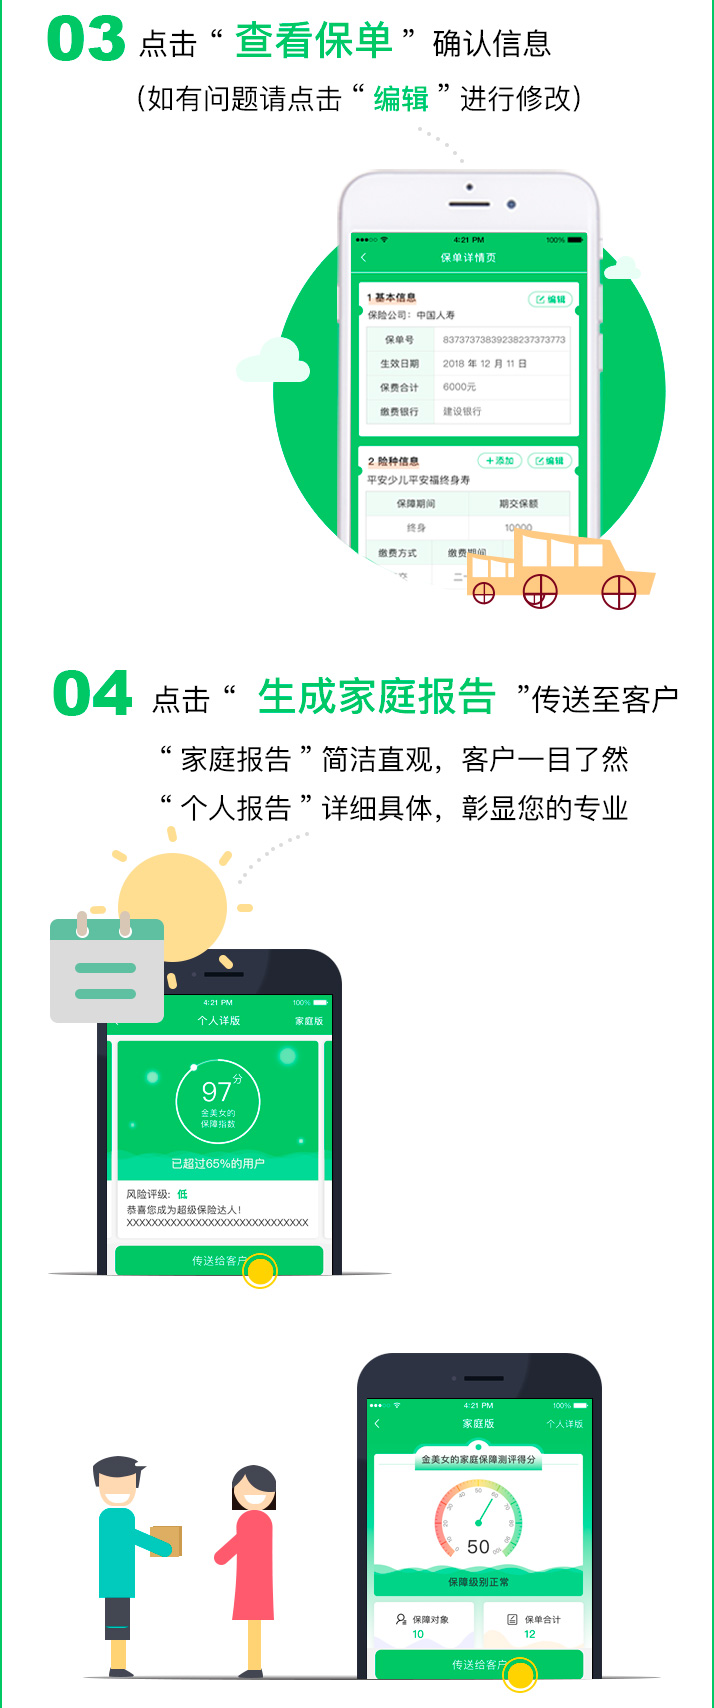 03 点击“查看保单”确认信息
（如有问题请点击“编辑”进行修改）
4:21 PM 100%
保单详情页
1 基本信息 编辑
保险公司：中国人寿
保单号 83737373839238237373773
生效日期 2018 年 12 月 11 日
保费合计 6000元
缴费银行 建设银行
2 险种信息 +添加 编辑
平安少儿平安福终身寿
保障期间 期交保额
终身 10000
缴费方式 缴费期间
04 点击“生成家庭报告”传送至客户
“家庭报告”简洁直观，客户一目了然
“个人报告”详细具体，彰显您的专业
4:21 PM 100%
个人详版 家庭版
97分
金美女的
保障指数
已超过65%的用户
风险评级：低
恭喜您成为超级保险达人！
XXXXXXXXXXXXXXXXXXXXXXXXXXXXX
传送给客户
4:21 PM 100%
家庭版 个人详版
金美女的家庭保障测评得分
0 10 20 30 40 50 60 70 80 90 100
50
保障级别正常
保障对象 保单合计
10 12
传送给客户